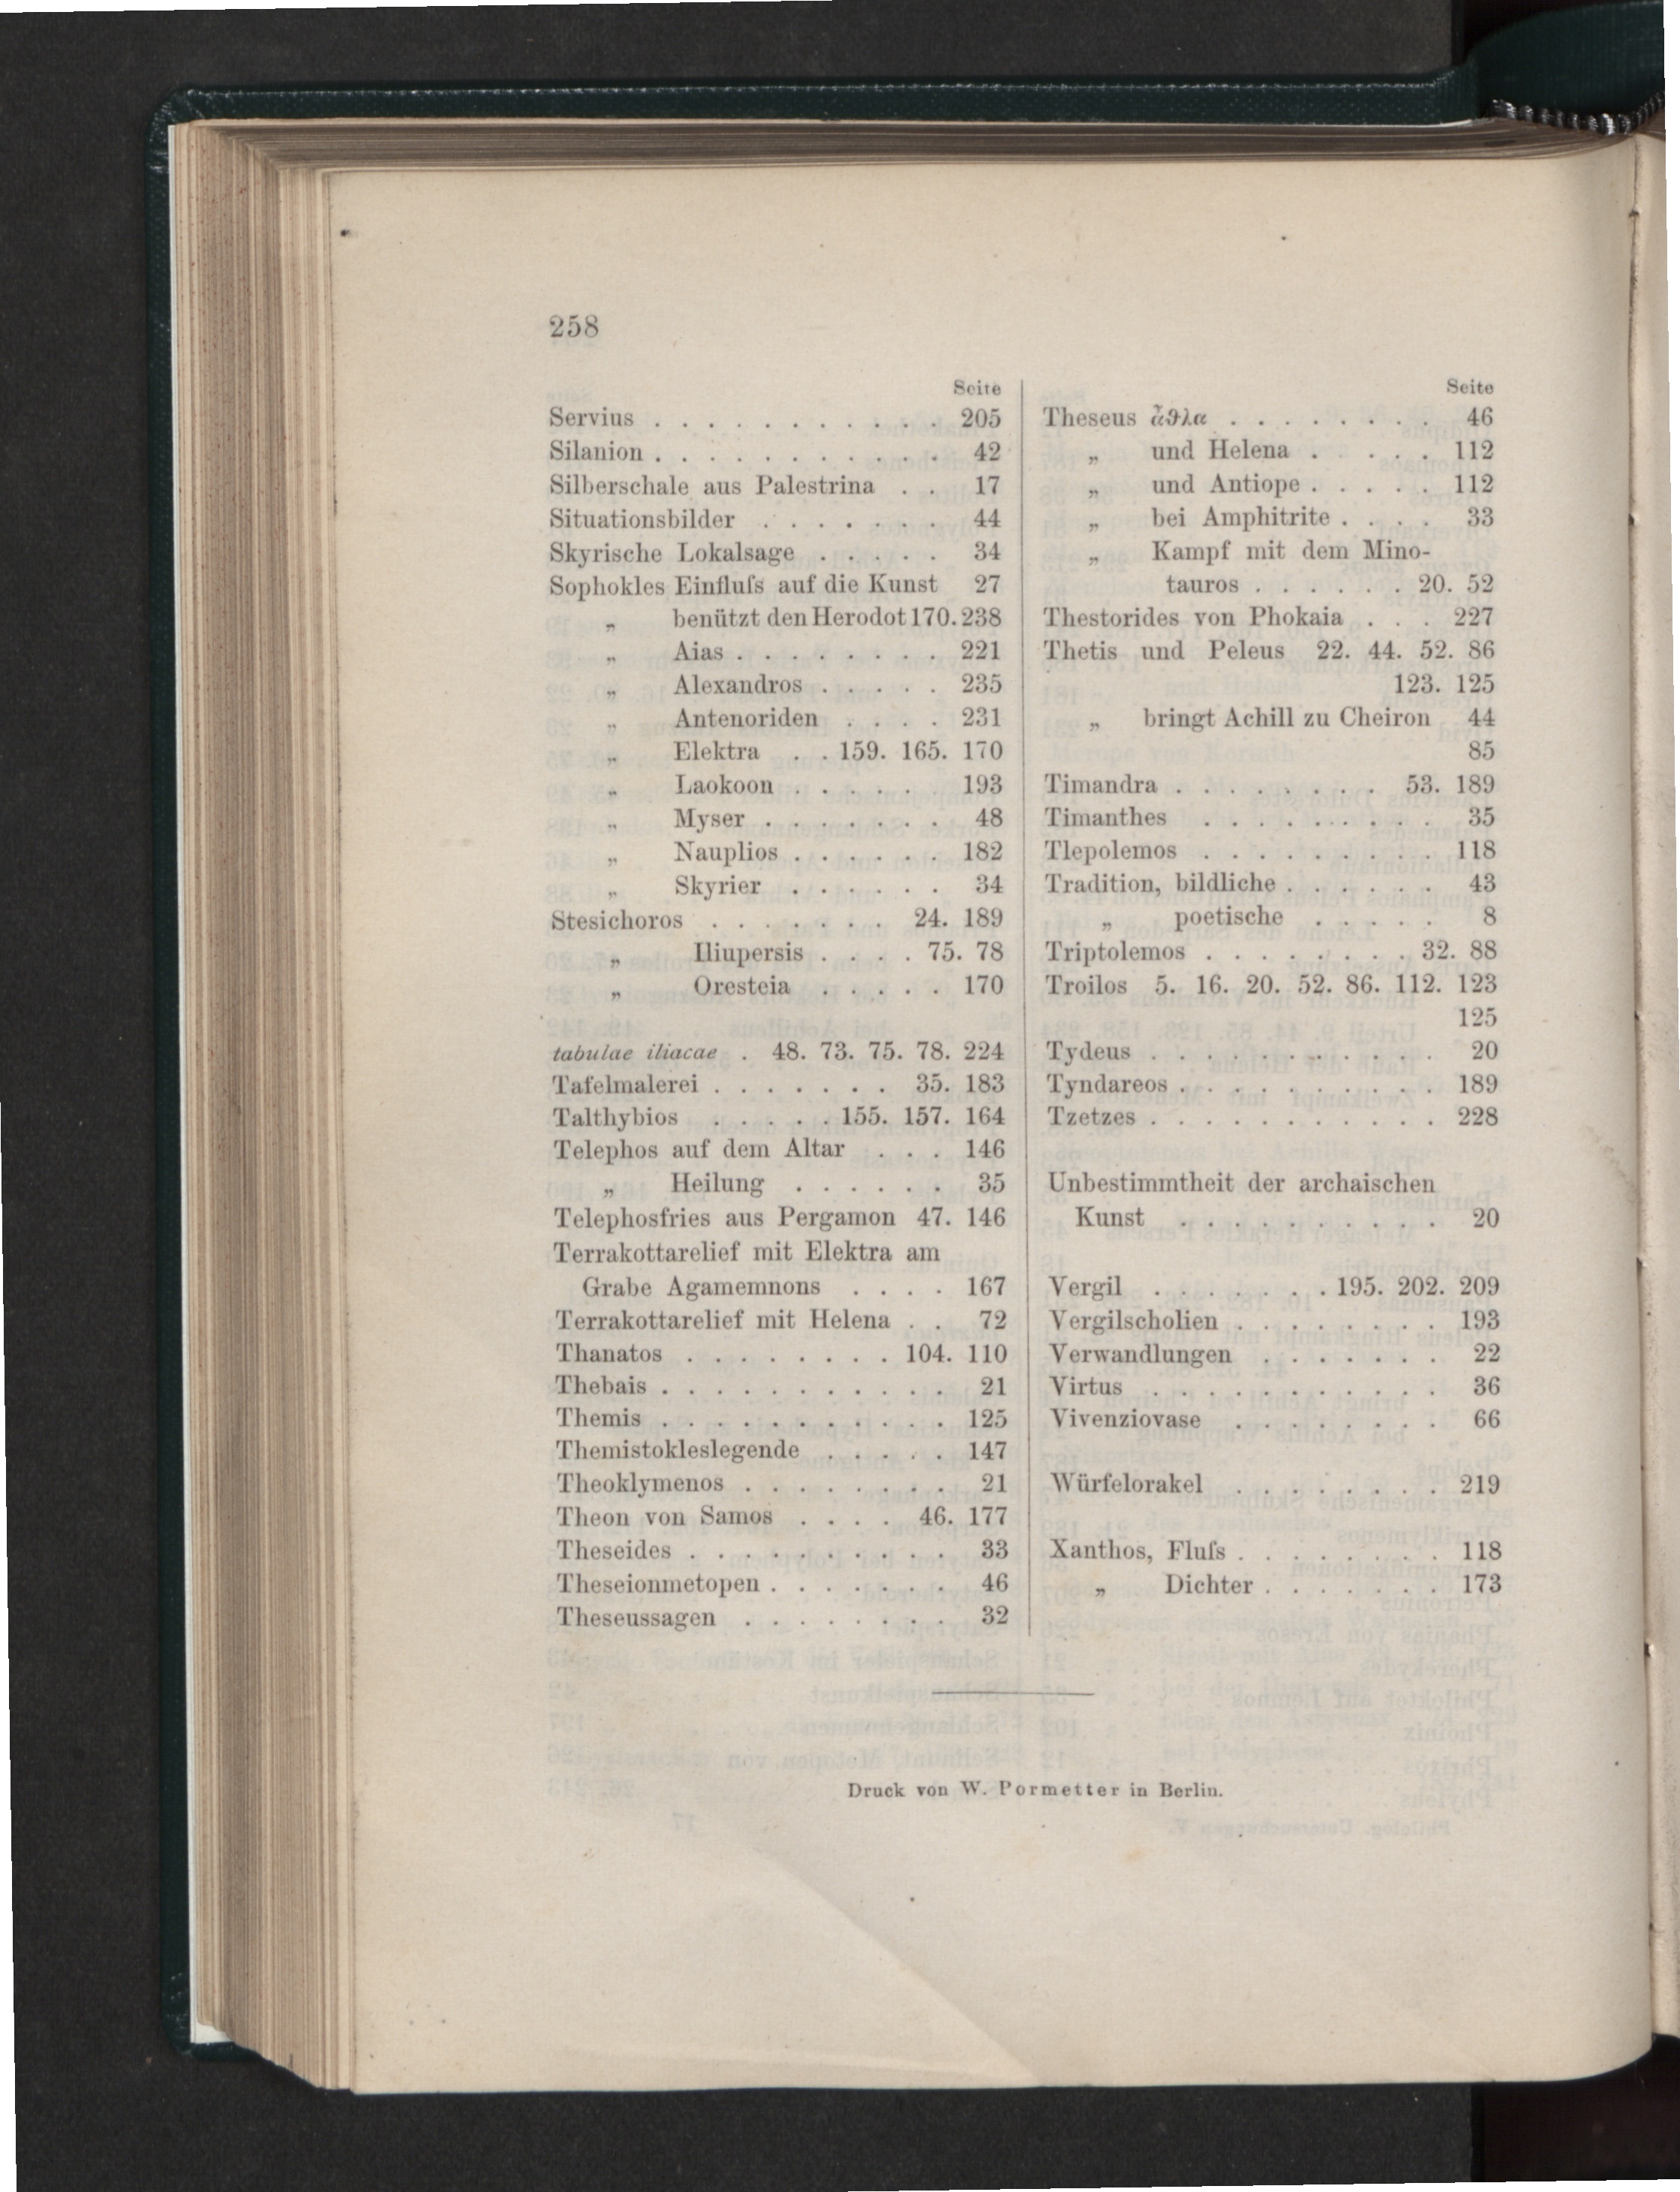 258
Seite
Servius . . . . . . . . . . . 205
Silanion . . . . . . . . . . . 42
Silberschale aus Palestrina . . 17
Situationsbilder . . . . . . . 44
Skyrische Lokalsage . . . . . 34
Sophokles Einfluſs auf die Kunst 27
„ benützt den Herodot 170. 238
„ Aias . . . . . . . . 221
„ Alexandros . . . . . 235
„ Antenoriden . . . . 231
„ Elektra . . 159. 165. 170
„ Laokoon . . . . . 193
„ Myser . . . . . . . 48
„ Nauplios . . . . . . 182
„ Skyrier . . . . . . 34
Stesichoros . . . . . . . 24. 189
„ Iliupersis . . . . 75. 78
„ Oresteia . . . . . 170
tabulae iliacae . 48. 73. 75. 78. 224
Tafelmalerei . . . . . . . 35. 183
Talthybios . . . . . 155. 157. 164
Telephos auf dem Altar . . . 146
„ Heilung . . . . . . 35
Telephosfries aus Pergamon 47. 146
Terrakottarelief mit Elektra am
Grabe Agamemnons . . . . 167
Terrakottarelief mit Helena . . 72
Thanatos . . . . . . . . 104. 110
Thebais . . . . . . . . . . . 21
Themis . . . . . . . . . . . 125
Themistokleslegende . . . . . 147
Theoklymenos . . . . . . . . 21
Theon von Samos . . . . 46. 177
Theseides . . . . . . . . . . 33
Theseionmetopen . . . . . . . 46
Theseussagen . . . . . . . . 32
Seite
Theseus ἆϑλα . . . . . . . . 46
„ und Helena . . . . . 112
„ und Antiope . . . . . 112
„ bei Amphitrite . . . . 33
„ Kampf mit dem Mino-
tauros . . . . . . 20. 52
Thestorides von Phokaia . . . 227
Thetis und Peleus 22. 44. 52. 86
123. 125
„ bringt Achill zu Cheiron 44
85
Timandra . . . . . . . . 53. 189
Timanthes . . . . . . . . . 35
Tlepolemos . . . . . . . . . 118
Tradition, bildliche . . . . . . 43
„ poetische . . . . . 8
Triptolemos . . . . . . . . 32. 88
Troilos 5. 16. 20. 52. 86. 112. 123
125
Tydeus . . . . . . . . . . . 20
Tyndareos . . . . . . . . . . 189
Tzetzes . . . . . . . . . . . 228
Unbestimmtheit der archaischen
Kunst . . . . . . . . . . 20
Vergil . . . . . . . 195. 202. 209
Vergilscholien . . . . . . . . 193
Verwandlungen . . . . . . . 22
Virtus . . . . . . . . . . . 36
Vivenziovase . . . . . . . . 66
Würfelorakel . . . . . . . . 219
Xanthos, Fluſs . . . . . . . . 118
„ Dichter . . . . . . . 173
Druck von W. Pormetter in Berlin.